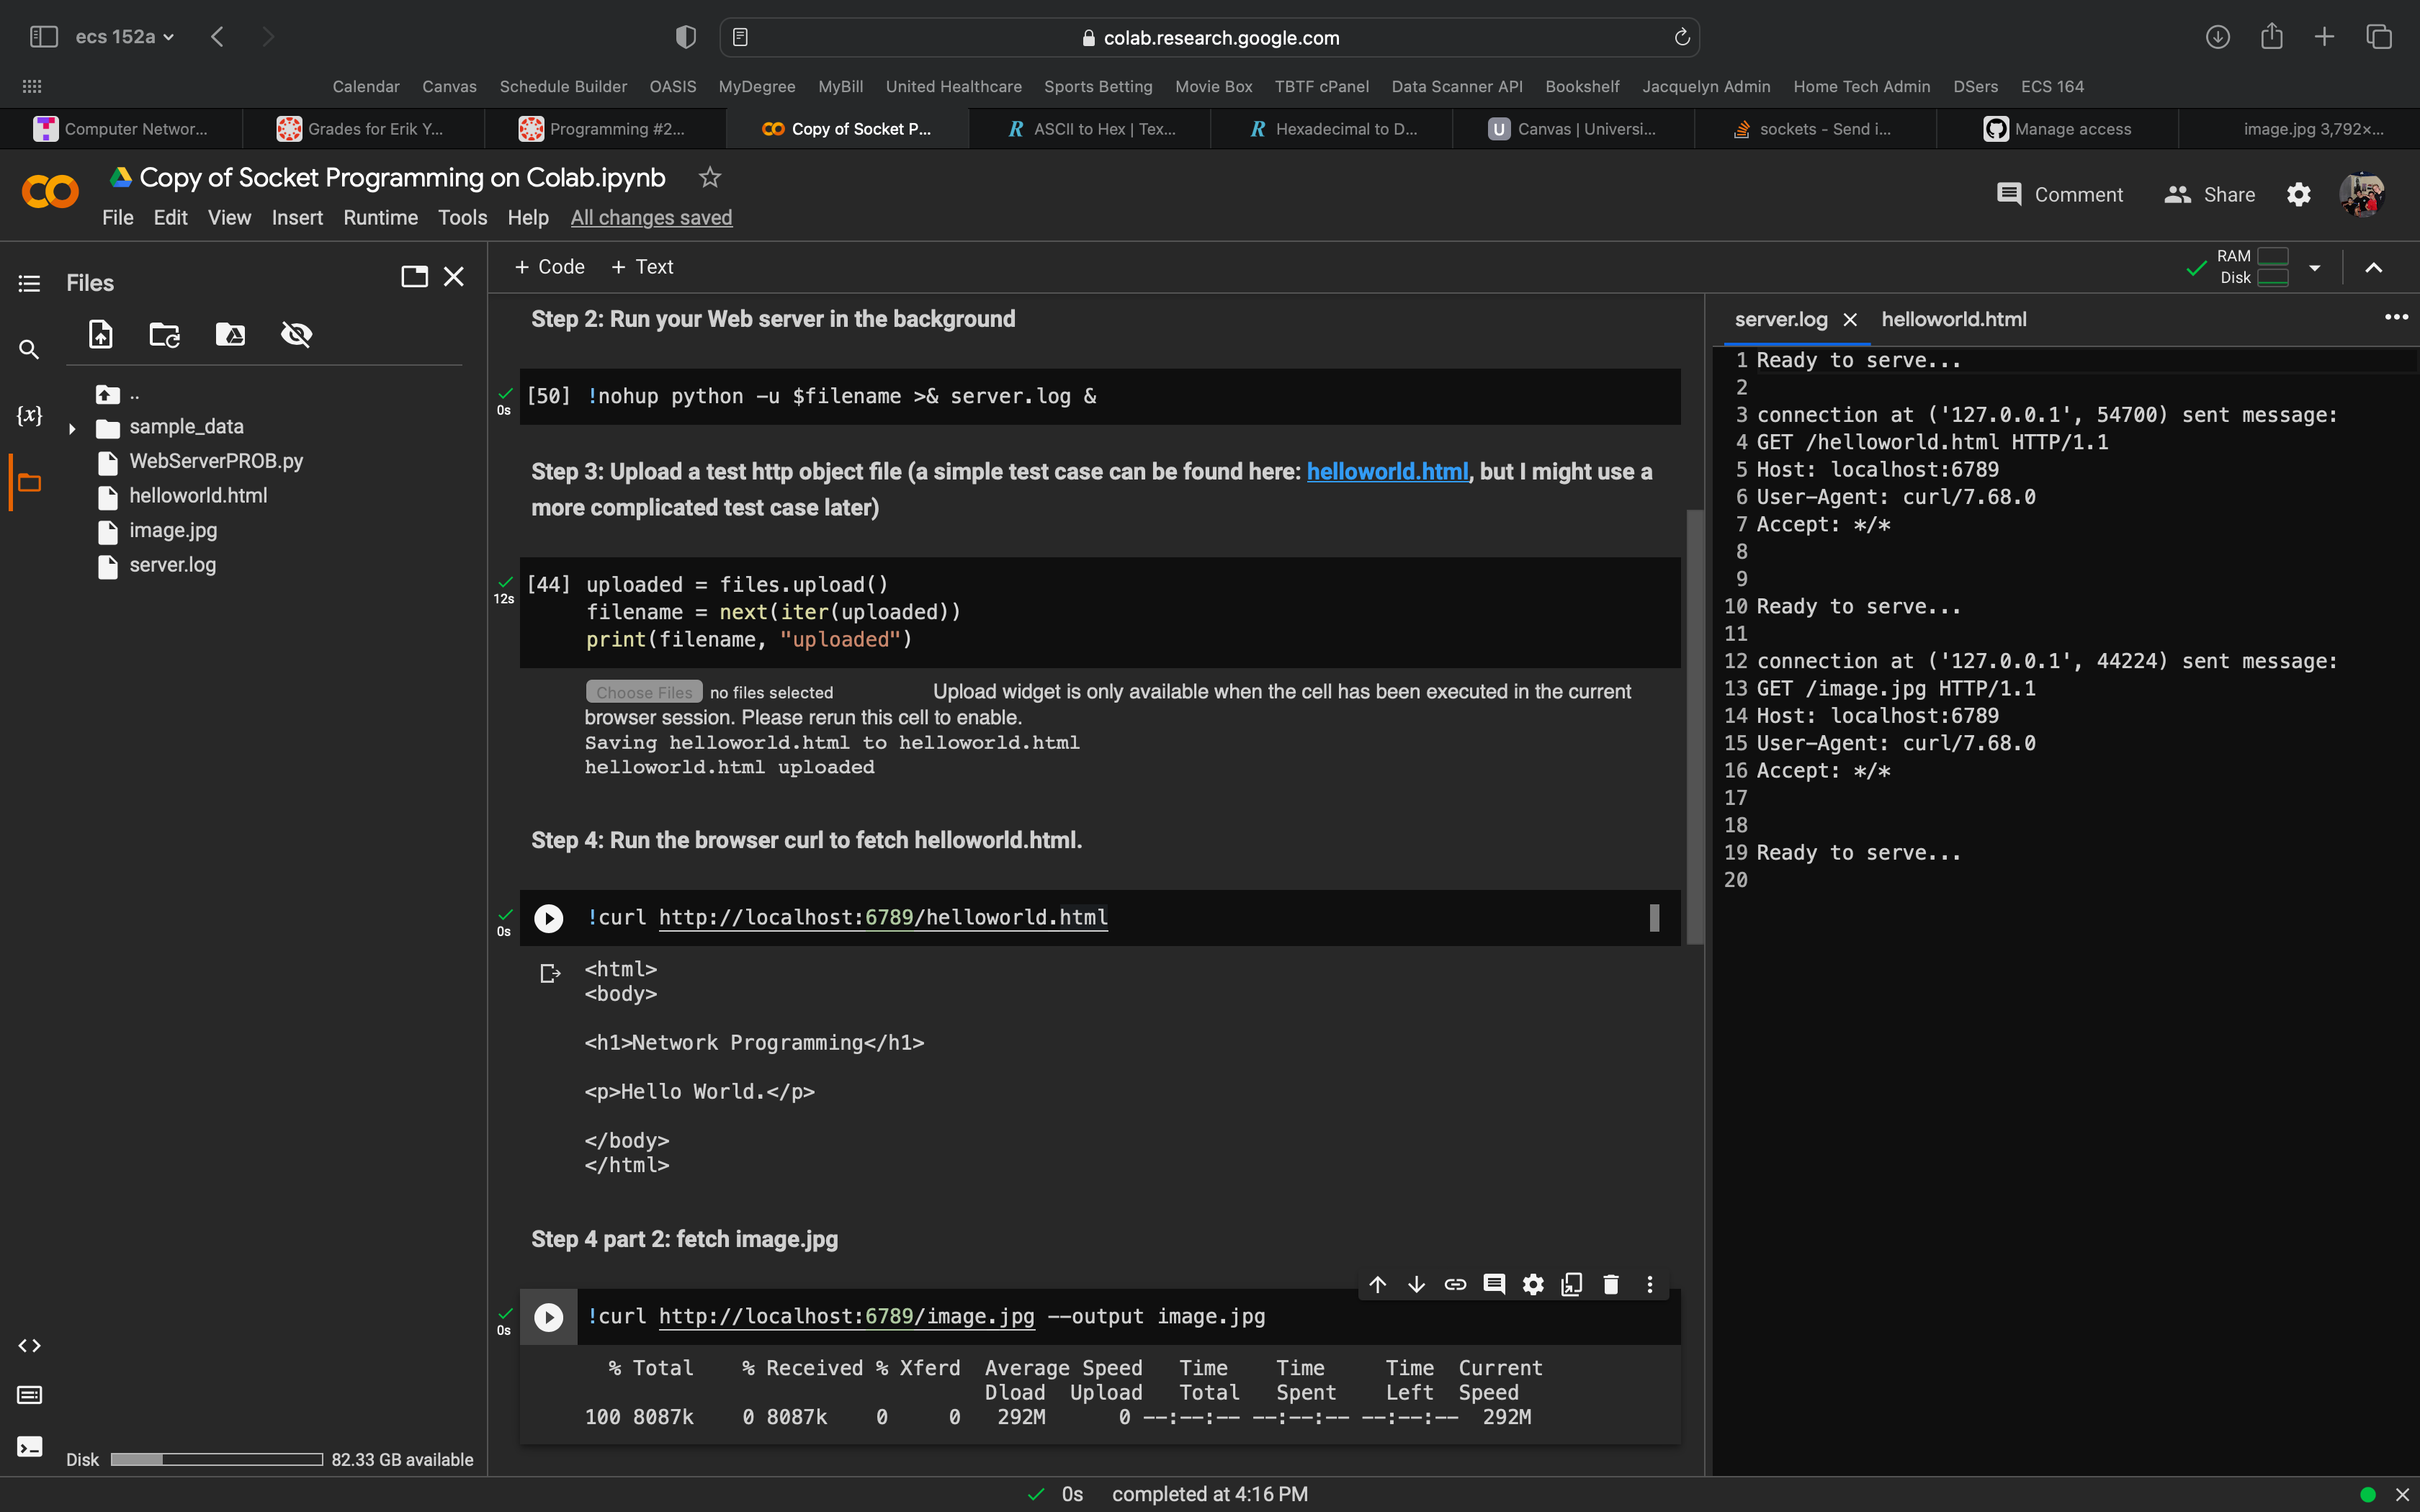 ecs 152a
colab.research.google.com
Calendar Canvas Schedule Builder OASIS MyDegree MyBill United Healthcare Sports Betting Movie Box TBTF cPanel Data Scanner API Bookshelf Jacquelyn Admin Home Tech Admin DSers ECS 164
Computer Networ... Grades for Erik Y... Programming #2... Copy of Socket P... ASCII to Hex | Tex... Hexadecimal to D... Canvas | Universi... sockets - Send i... Manage access image.jpg 3,792×...
Copy of Socket Programming on Colab.ipynb
File Edit View Insert Runtime Tools Help All changes saved
Comment Share
Files
+ Code + Text
RAM
Disk
..
sample_data
WebServerPROB.py
helloworld.html
image.jpg
server.log
{x}
Disk 82.33 GB available
Step 2: Run your Web server in the background
0s [50] !nohup python -u $filename >& server.log &
Step 3: Upload a test http object file (a simple test case can be found here: helloworld.html, but I might use a
more complicated test case later)
12s [44] uploaded = files.upload()
filename = next(iter(uploaded))
print(filename, "uploaded")
Choose Files no files selected Upload widget is only available when the cell has been executed in the current
browser session. Please rerun this cell to enable.
Saving helloworld.html to helloworld.html
helloworld.html uploaded
Step 4: Run the browser curl to fetch helloworld.html.
0s !curl http://localhost:6789/helloworld.html
<html>
<body>
<h1>Network Programming</h1>
<p>Hello World.</p>
</body>
</html>
Step 4 part 2: fetch image.jpg
0s !curl http://localhost:6789/image.jpg --output image.jpg
% Total % Received % Xferd Average Speed Time Time Time Current
Dload Upload Total Spent Left Speed
100 8087k 0 8087k 0 0 292M 0 --:--:-- --:--:-- --:--:-- 292M
server.log helloworld.html
1 Ready to serve...
2
3 connection at ('127.0.0.1', 54700) sent message:
4 GET /helloworld.html HTTP/1.1
5 Host: localhost:6789
6 User-Agent: curl/7.68.0
7 Accept: */*
8
9
10 Ready to serve...
11
12 connection at ('127.0.0.1', 44224) sent message:
13 GET /image.jpg HTTP/1.1
14 Host: localhost:6789
15 User-Agent: curl/7.68.0
16 Accept: */*
17
18
19 Ready to serve...
20
0s completed at 4:16 PM